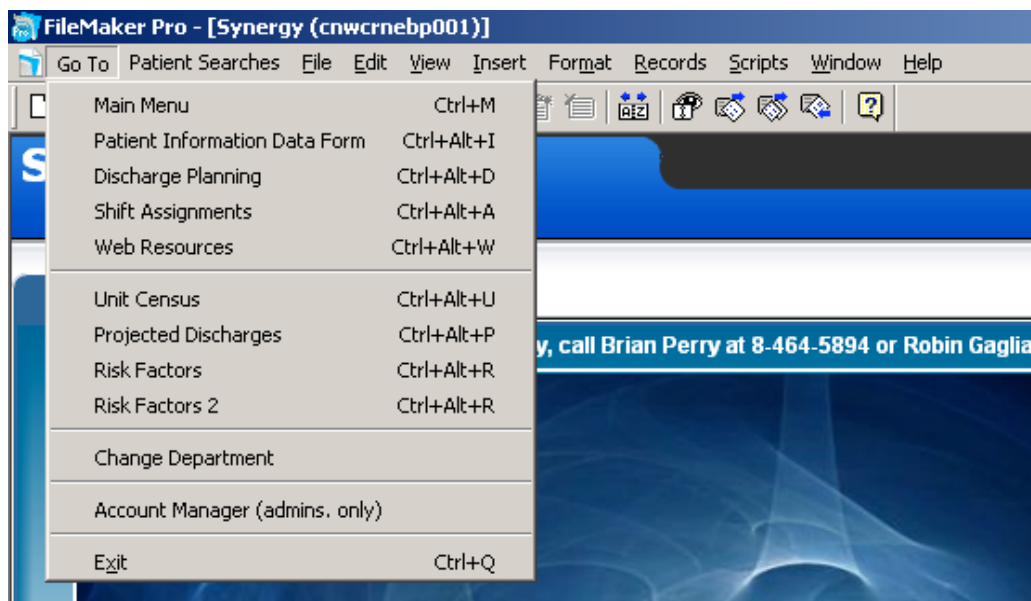 FileMaker Pro - [Synergy (cnwcrnebp001)]
Go To Patient Searches File Edit View Insert Format Records Scripts Window Help
Main Menu Ctrl+M
Patient Information Data Form Ctrl+Alt+I
Discharge Planning Ctrl+Alt+D
Shift Assignments Ctrl+Alt+A
Web Resources Ctrl+Alt+W
Unit Census Ctrl+Alt+U
Projected Discharges Ctrl+Alt+P
y, call Brian Perry at 8-464-5894 or Robin Gaglia
Risk Factors Ctrl+Alt+R
Risk Factors 2 Ctrl+Alt+R
Change Department
Account Manager (admins. only)
Exit Ctrl+Q